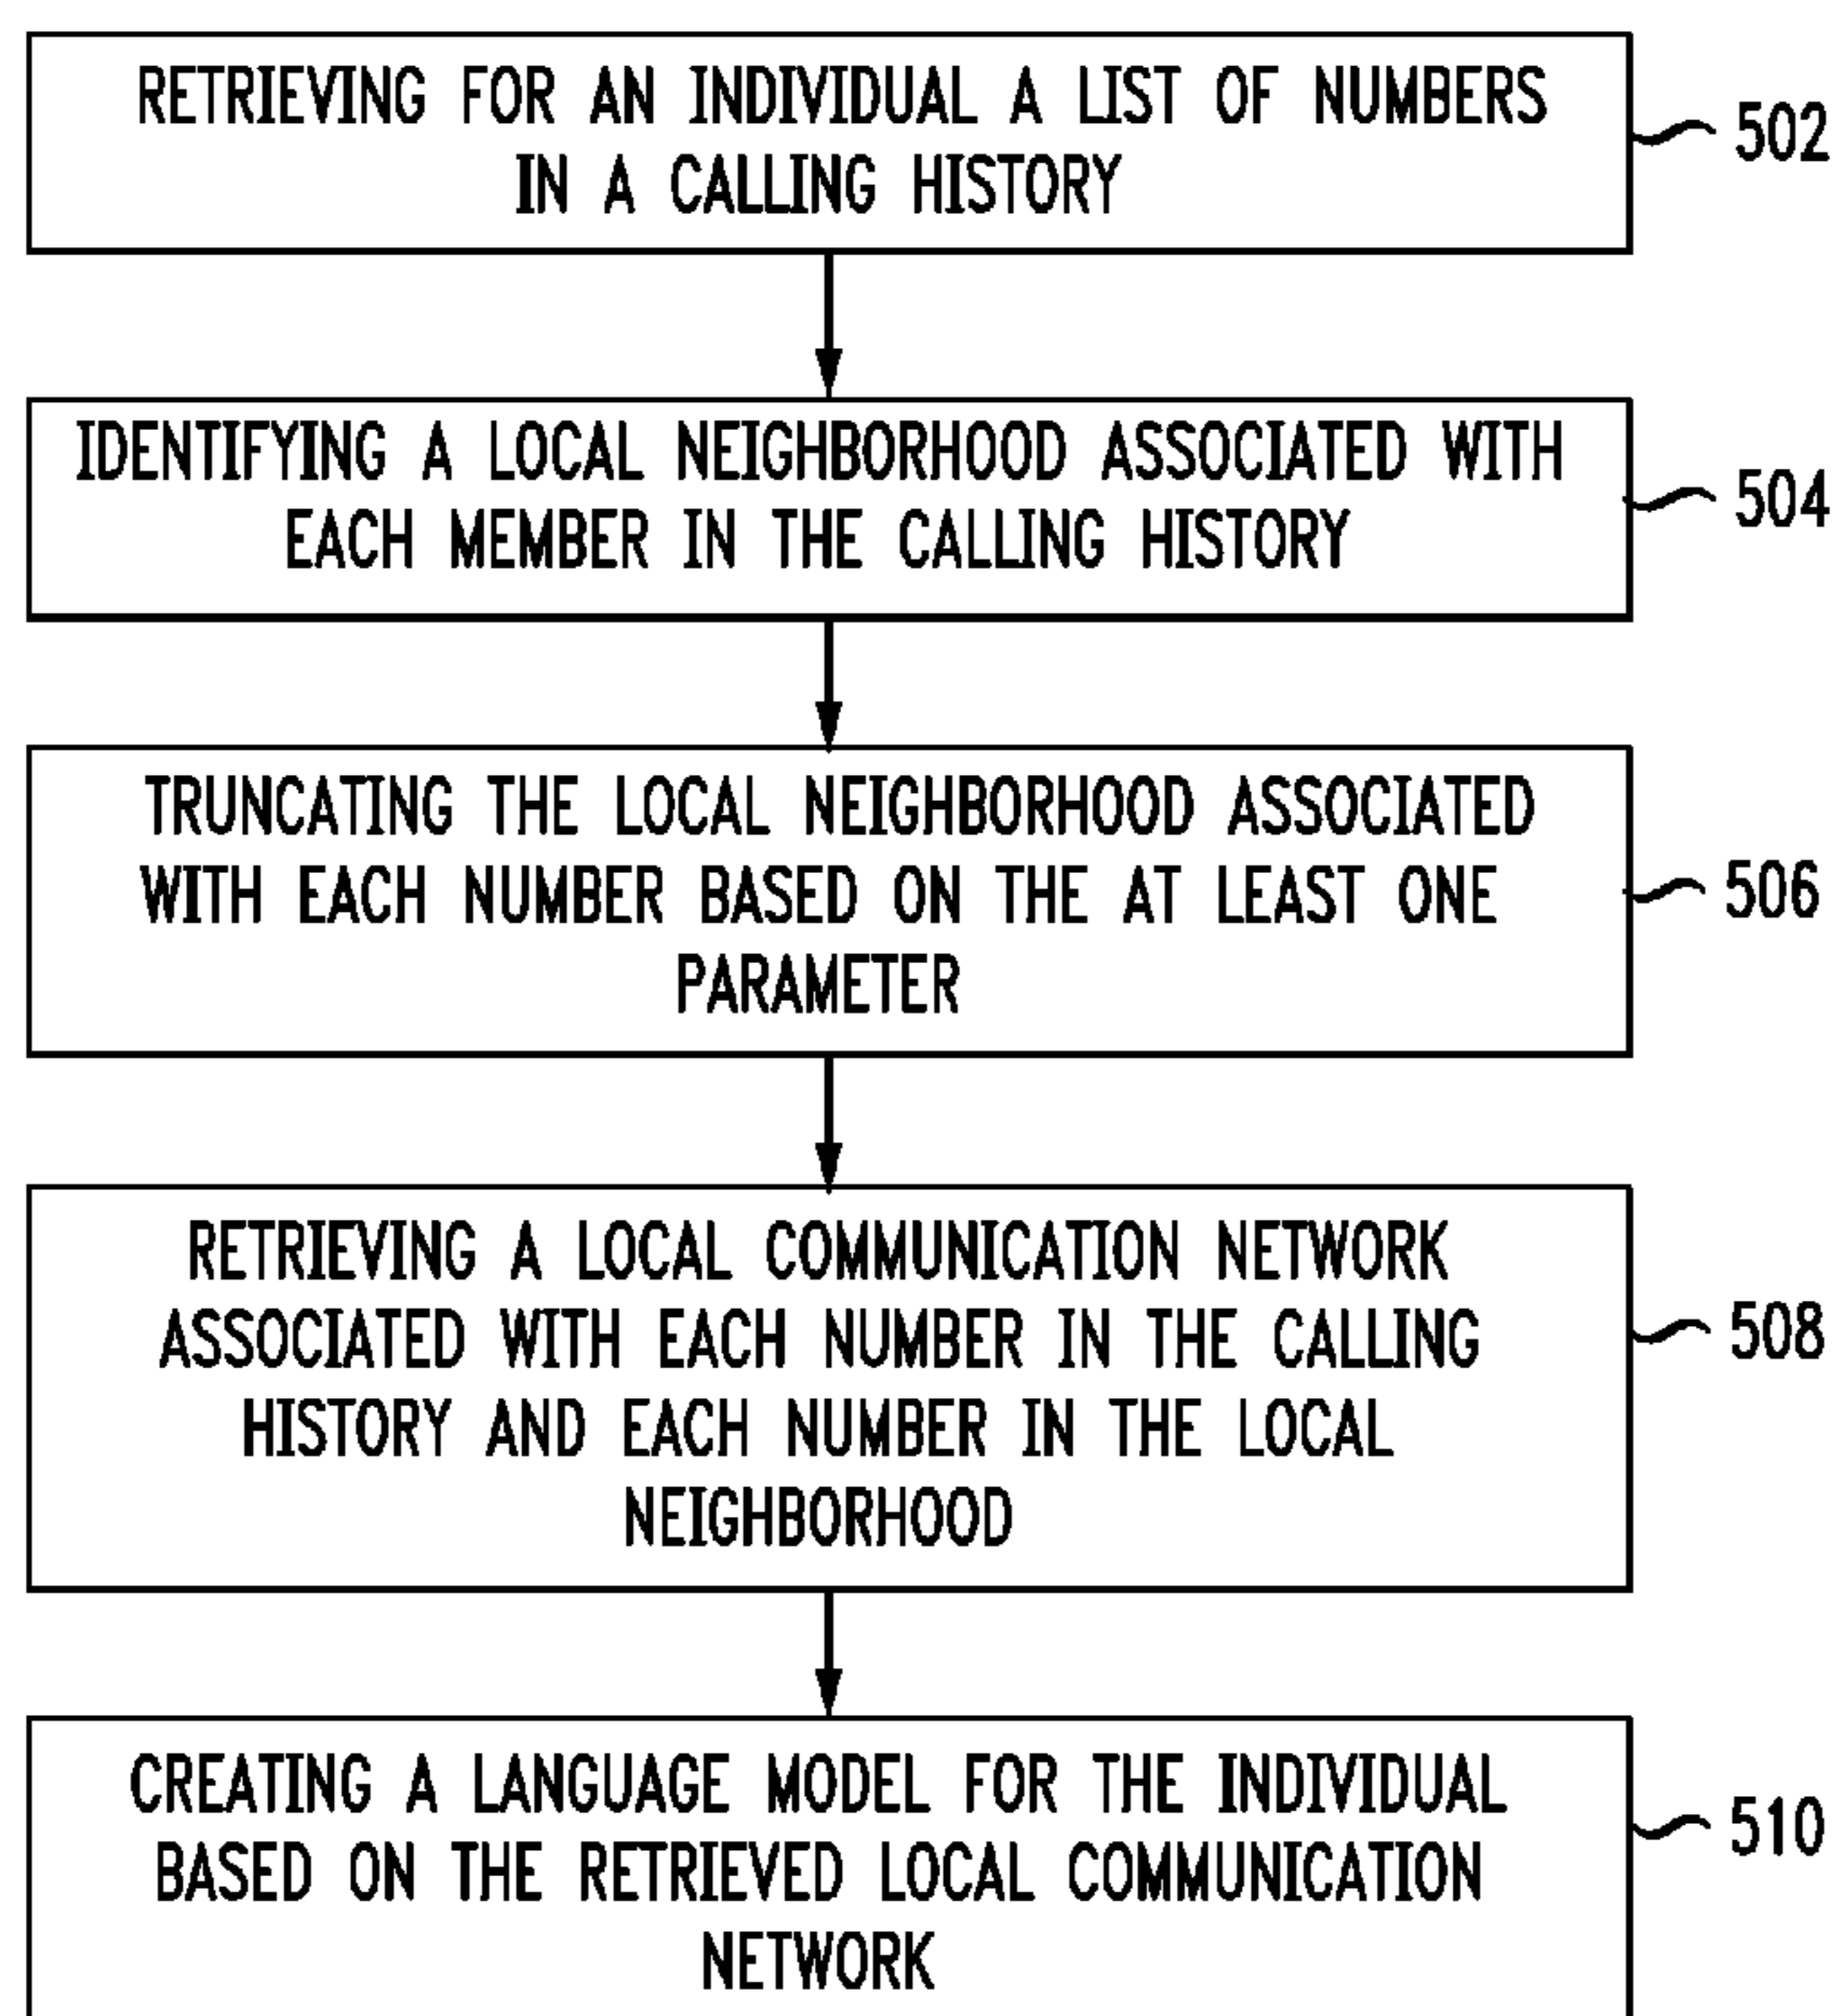 RETRIEVING FOR AN INDIVIDUAL A LIST OF NUMBERS
IN A CALLING HISTORY
502
IDENTIFYING A LOCAL NEIGHBORHOOD ASSOCIATED WITH
EACH MEMBER IN THE CALLING HISTORY
504
TRUNCATING THE LOCAL NEIGHBORHOOD ASSOCIATED
WITH EACH NUMBER BASED ON THE AT LEAST ONE
PARAMETER
506
RETRIEVING A LOCAL COMMUNICATION NETWORK
ASSOCIATED WITH EACH NUMBER IN THE CALLING
HISTORY AND EACH NUMBER IN THE LOCAL
NEIGHBORHOOD
508
CREATING A LANGUAGE MODEL FOR THE INDIVIDUAL
BASED ON THE RETRIEVED LOCAL COMMUNICATION
NETWORK
510